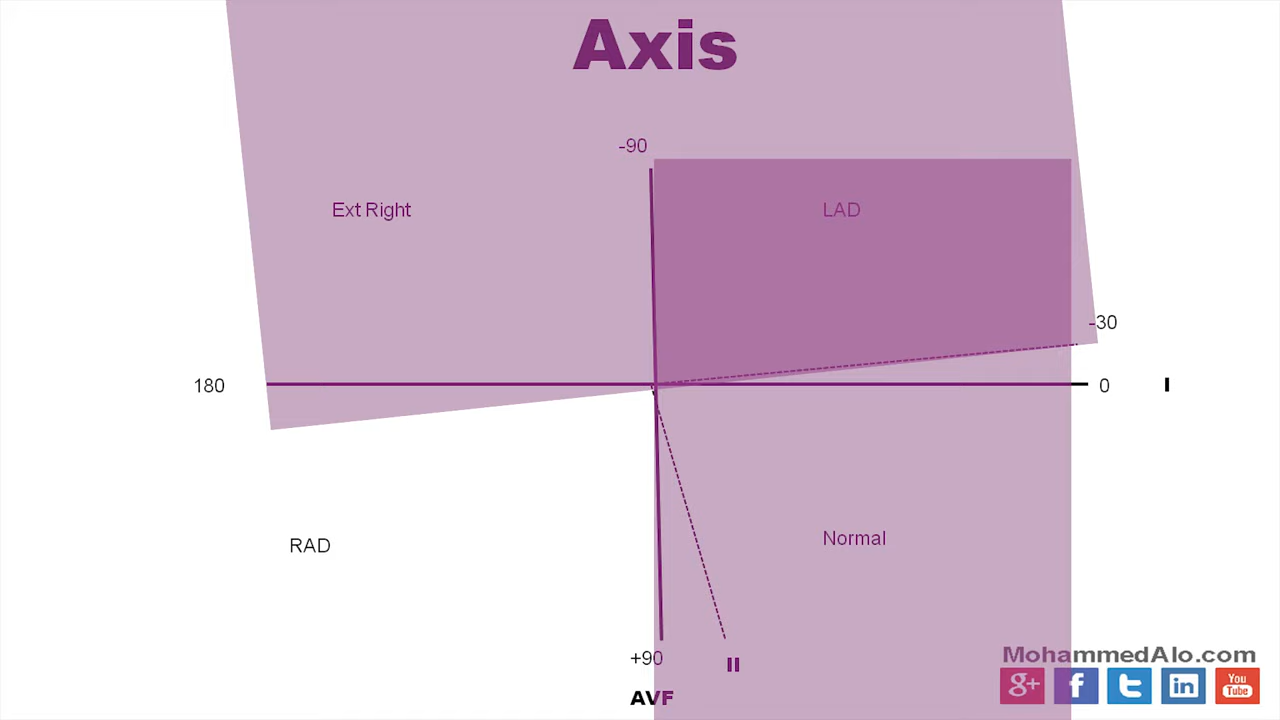 Axis
-90
Ext Right
LAD
-30
180
0
I
RAD
Normal
+90
II
AVF
MohammedAlo.com
g+ f in You Tube